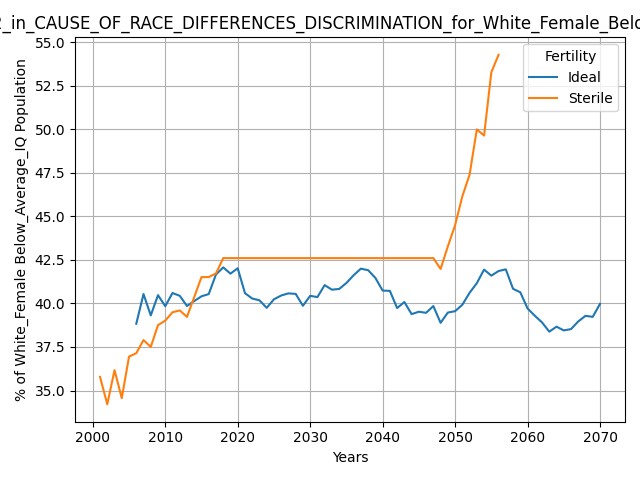 _in_CAUSE_OF_RACE_DIFFERENCES_DISCRIMINATION_for_White_Female_Belo
55.0
52.5
50.0
47.5
45.0
42.5
40.0
37.5
35.0
% of White_Female Below_Average_IQ Population
Fertility
Ideal
Sterile
2000 2010 2020 2030 2040 2050 2060 2070
Years